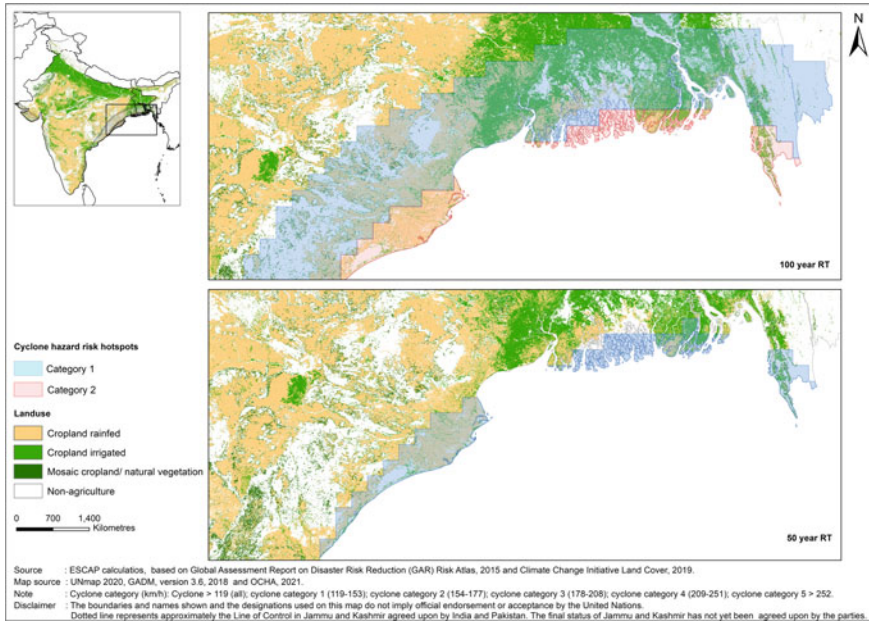 N
100 year RT
Cyclone hazard risk hotspots
Category 1
Category 2
Landuse
Cropland rainfed
Cropland irrigated
Mosaic cropland/ natural vegetation
Non-agriculture
0 700 1,400
Kilometres
50 year RT
Source : ESCAP calculatios, based on Global Assessment Report on Disaster Risk Reduction (GAR) Risk Atlas, 2015 and Climate Change Initiative Land Cover, 2019.
Map source : UNmap 2020, GADM, version 3.6, 2018 and OCHA, 2021.
Note : Cyclone category (km/h): Cyclone > 119 (all); cyclone category 1 (119-153); cyclone category 2 (154-177); cyclone category 3 (178-208); cyclone category 4 (209-251); cyclone category 5 > 252.
Disclaimer : The boundaries and names shown and the designations used on this map do not imply official endorsement or acceptance by the United Nations.
Dotted line represents approximately the Line of Control in Jammu and Kashmir agreed upon by India and Pakistan. The final status of Jammu and Kashmir has not yet been agreed upon by the parties.